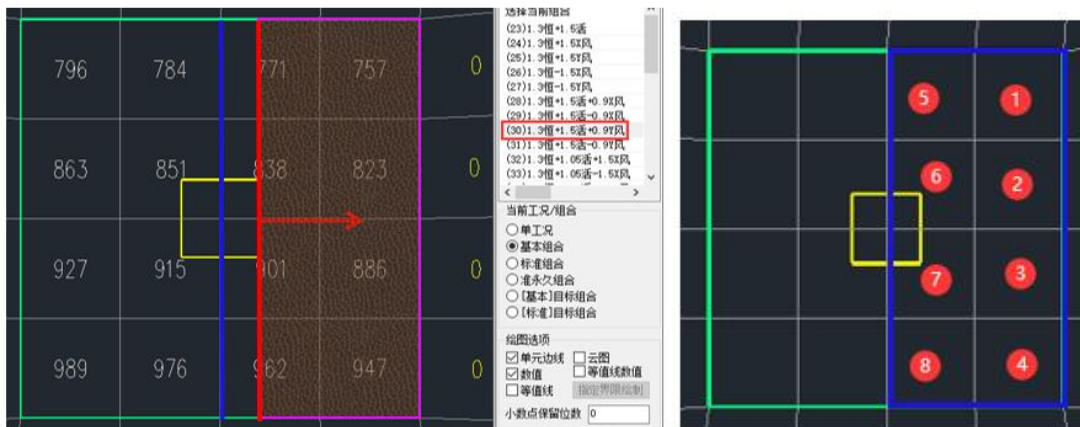 796 784 771 757 0
863 851 838 823 0
927 915 901 886 0
989 976 962 947 0
选择当前组合
(23)1.3恒+1.5活
(24)1.3恒+1.5X风
(25)1.3恒+1.5Y风
(26)1.3恒-1.5X风
(27)1.3恒-1.5Y风
(28)1.3恒+1.5活+0.9X风
(29)1.3恒+1.5活-0.9X风
(30)1.3恒+1.5活+0.9Y风
(31)1.3恒+1.5活-0.9Y风
(32)1.3恒+1.05活+1.5X风
(33)1.3恒+1.05活-1.5X风
当前工况/组合
单工况
基本组合
标准组合
准永久组合
[基本]目标组合
[标准]目标组合
绘图选项
单元边线 云图
数值 等值线数值
等值线 指定界限绘制
小数点保留位数 0
5 1
6 2
7 3
8 4